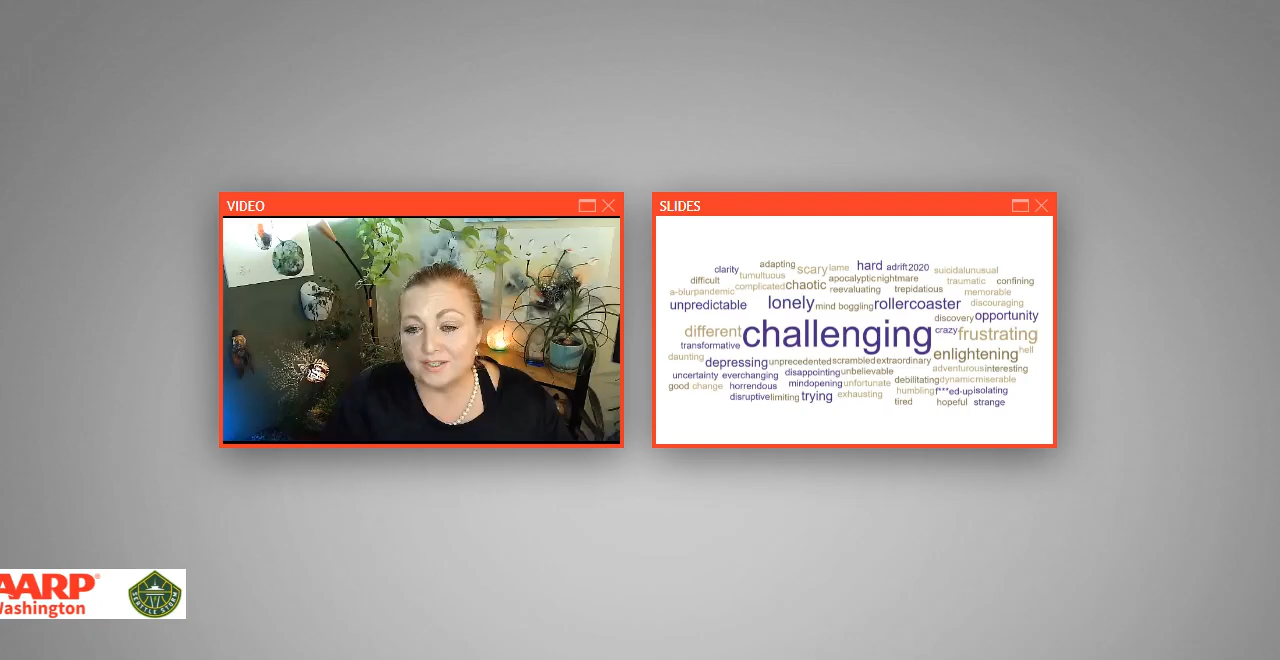 VIDEO
SLIDES
adapting hard adrift 2020
clarity tumultuous scary lame suicidal unusual
difficult complicated chaotic apocalyptic nightmare traumatic confining
a-blur pandemic reevaluating trepidatious memorable
unpredictable lonely mind boggling rollercoaster discouraging
discovery opportunity
different challenging crazy frustrating
transformative enlightening hell
daunting depressing unprecedented scrambled extraordinary adventurous interesting
uncertainty everchanging disappointing unbelievable debilitating dynamic miserable
good change horrendous mindopening unfortunate humbling f***ed-up isolating
disruptive limiting trying exhausting tired hopeful strange
AARP®
Washington
SEATTLE STORM